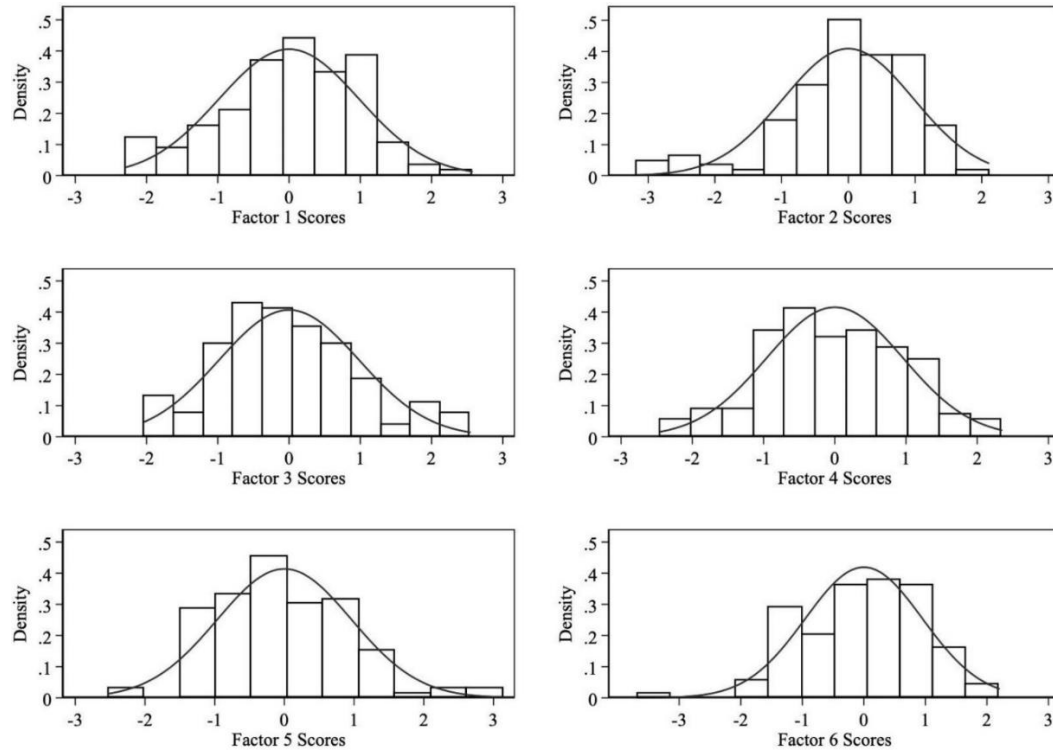 .5
.4
.3
.2
.1
0
Density
-3 -2 -1 0 1 2 3
Factor 1 Scores
.5
.4
.3
.2
.1
0
Density
-3 -2 -1 0 1 2 3
Factor 2 Scores
.5
.4
.3
.2
.1
0
Density
-3 -2 -1 0 1 2 3
Factor 3 Scores
.5
.4
.3
.2
.1
0
Density
-3 -2 -1 0 1 2 3
Factor 4 Scores
.5
.4
.3
.2
.1
0
Density
-3 -2 -1 0 1 2 3
Factor 5 Scores
.5
.4
.3
.2
.1
0
Density
-3 -2 -1 0 1 2 3
Factor 6 Scores